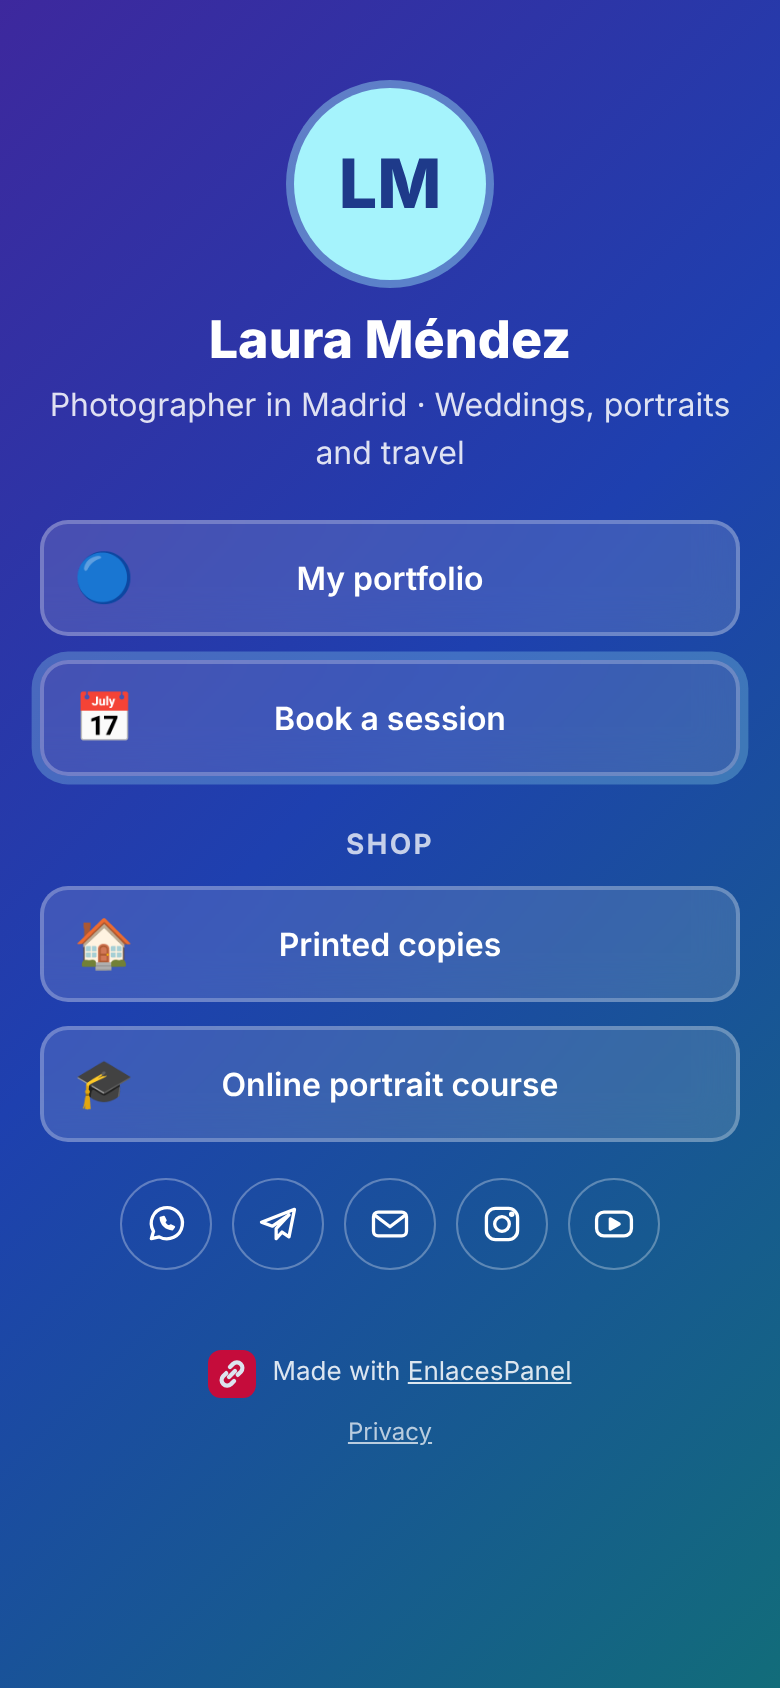 LM
Laura Méndez
Photographer in Madrid · Weddings, portraits
and travel
My portfolio
July
17
Book a session
SHOP
Printed copies
Online portrait course
Made with EnlacesPanel
Privacy